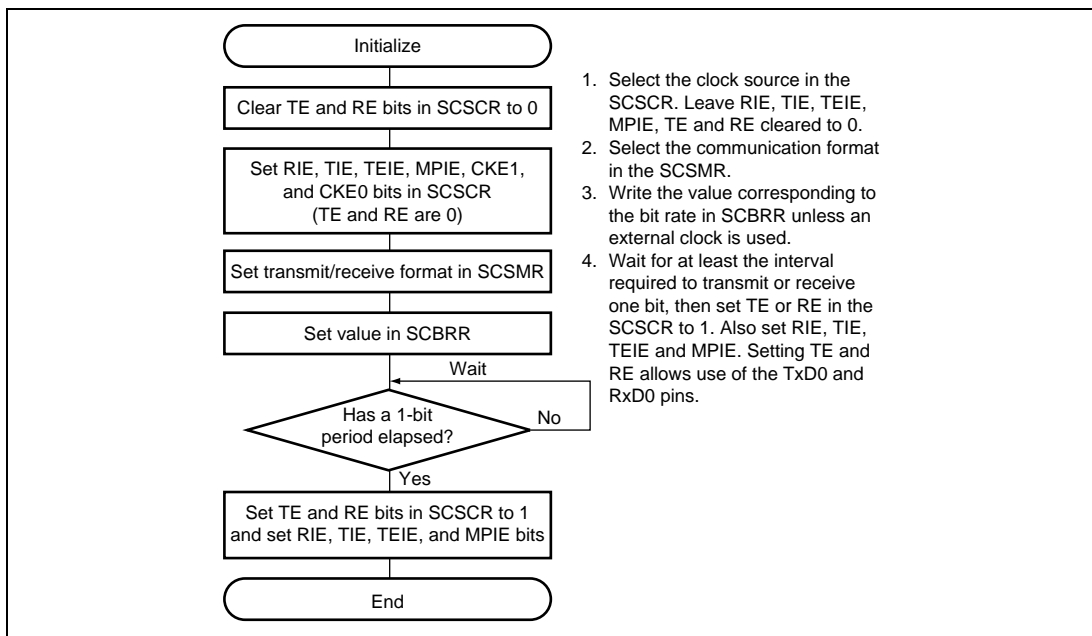 Initialize
Clear TE and RE bits in SCSCR to 0
Set RIE, TIE, TEIE, MPIE, CKE1,
and CKE0 bits in SCSCR
(TE and RE are 0)
Set transmit/receive format in SCSMR
Set value in SCBRR
Wait
Has a 1-bit
period elapsed?
No
Yes
Set TE and RE bits in SCSCR to 1
and set RIE, TIE, TEIE, and MPIE bits
End
1. Select the clock source in the
SCSCR. Leave RIE, TIE, TEIE,
MPIE, TE and RE cleared to 0.
2. Select the communication format
in the SCSMR.
3. Write the value corresponding to
the bit rate in SCBRR unless an
external clock is used.
4. Wait for at least the interval
required to transmit or receive
one bit, then set TE or RE in the
SCSCR to 1. Also set RIE, TIE,
TEIE and MPIE. Setting TE and
RE allows use of the TxD0 and
RxD0 pins.